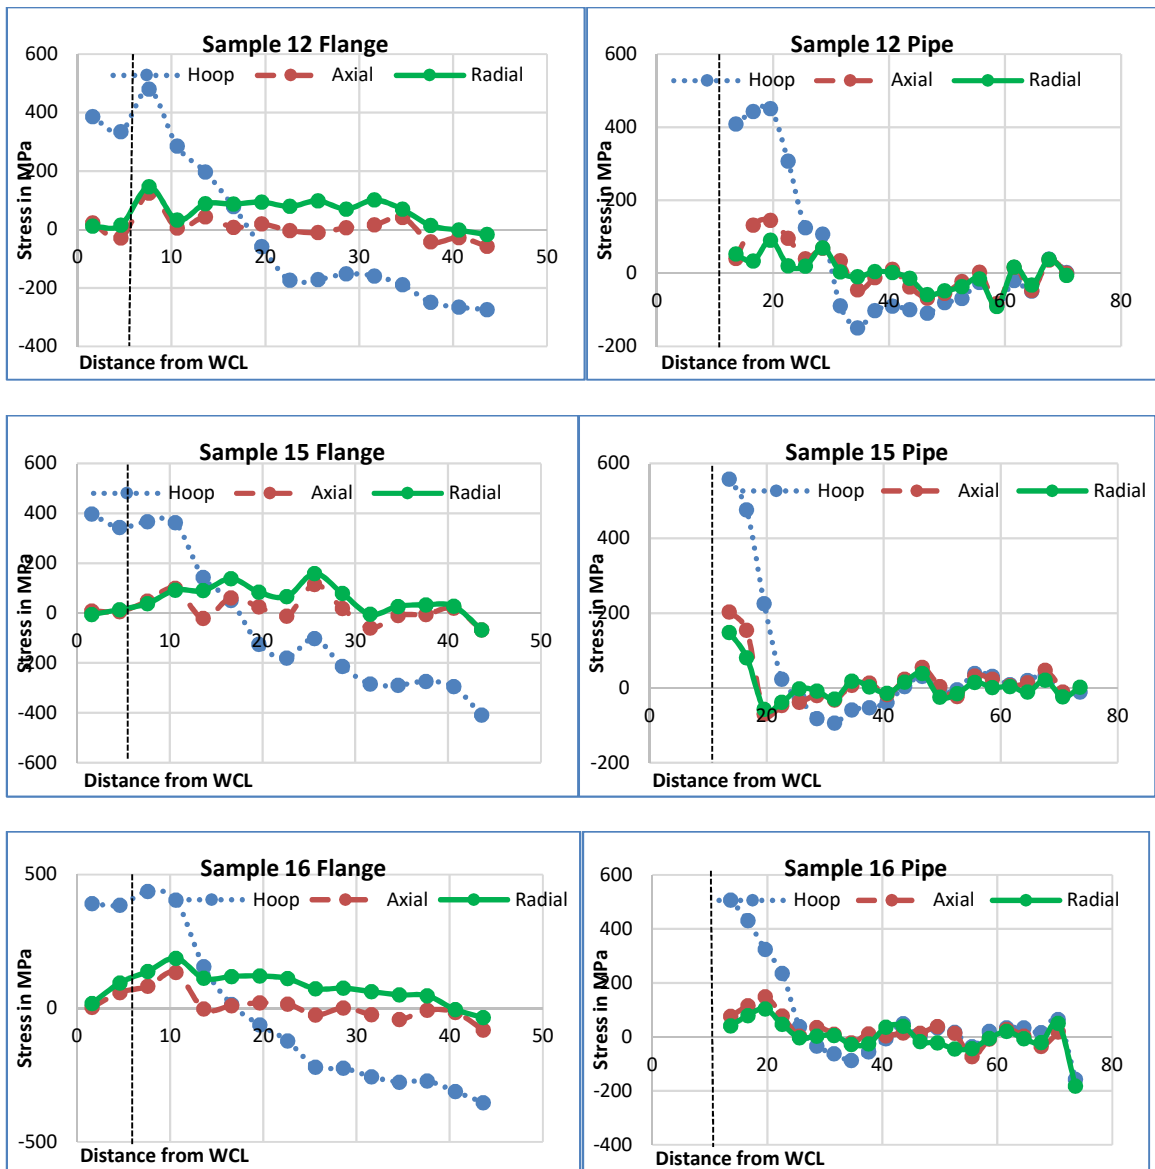 Sample 12 Flange
Hoop Axial Radial
Stress in MPa
600
400
200
0
-200
-400
0 10 20 30 40 50
Distance from WCL
Sample 12 Pipe
Hoop Axial Radial
Stress in MPa
600
400
200
0
-200
0 20 40 60 80
Sample 15 Flange
Hoop Axial Radial
Stress in MPa
600
400
200
0
-200
-400
-600
0 10 20 30 40 50
Distance from WCL
Sample 15 Pipe
Hoop Axial Radial
Stress in MPa
600
400
200
0
-200
0 20 40 60 80
Distance from WCL
Sample 16 Flange
Hoop Axial Radial
Stress in MPa
500
0
-500
0 10 20 30 40 50
Distance from WCL
Sample 16 Pipe
Hoop Axial Radial
Stress in MPa
600
400
200
0
-200
-400
0 20 40 60 80
Distance from WCL